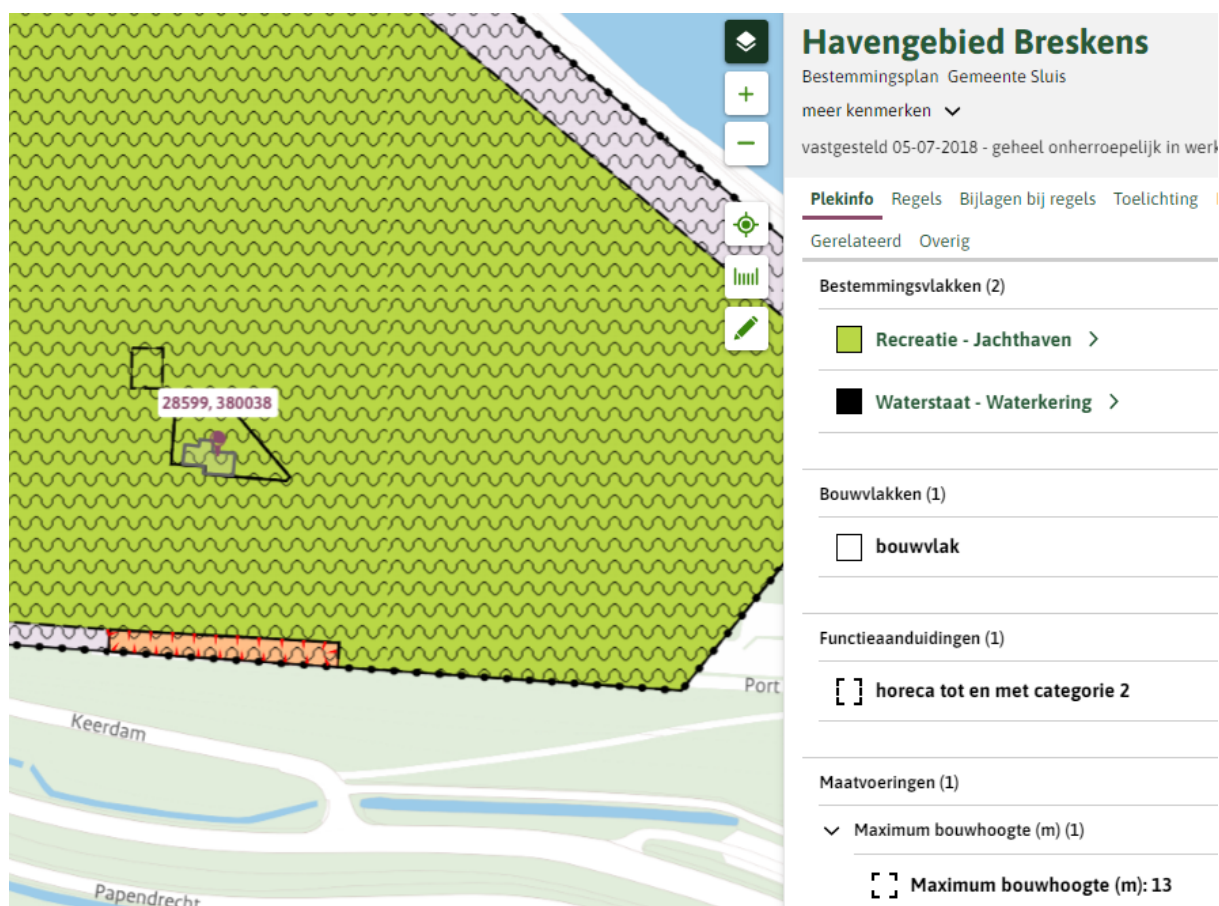 28599, 380038
Keerdam
Papendrecht
Port
+
−
Havengebied Breskens
Bestemmingsplan Gemeente Sluis
meer kenmerken
vastgesteld 05-07-2018 - geheel onherroepelijk in werk
Plekinfo Regels Bijlagen bij regels Toelichting
Gerelateerd Overig
Bestemmingsvlakken (2)
Recreatie - Jachthaven
Waterstaat - Waterkering
Bouwvlakken (1)
bouwvlak
Functieaanduidingen (1)
horeca tot en met categorie 2
Maatvoeringen (1)
Maximum bouwhoogte (m) (1)
Maximum bouwhoogte (m): 13